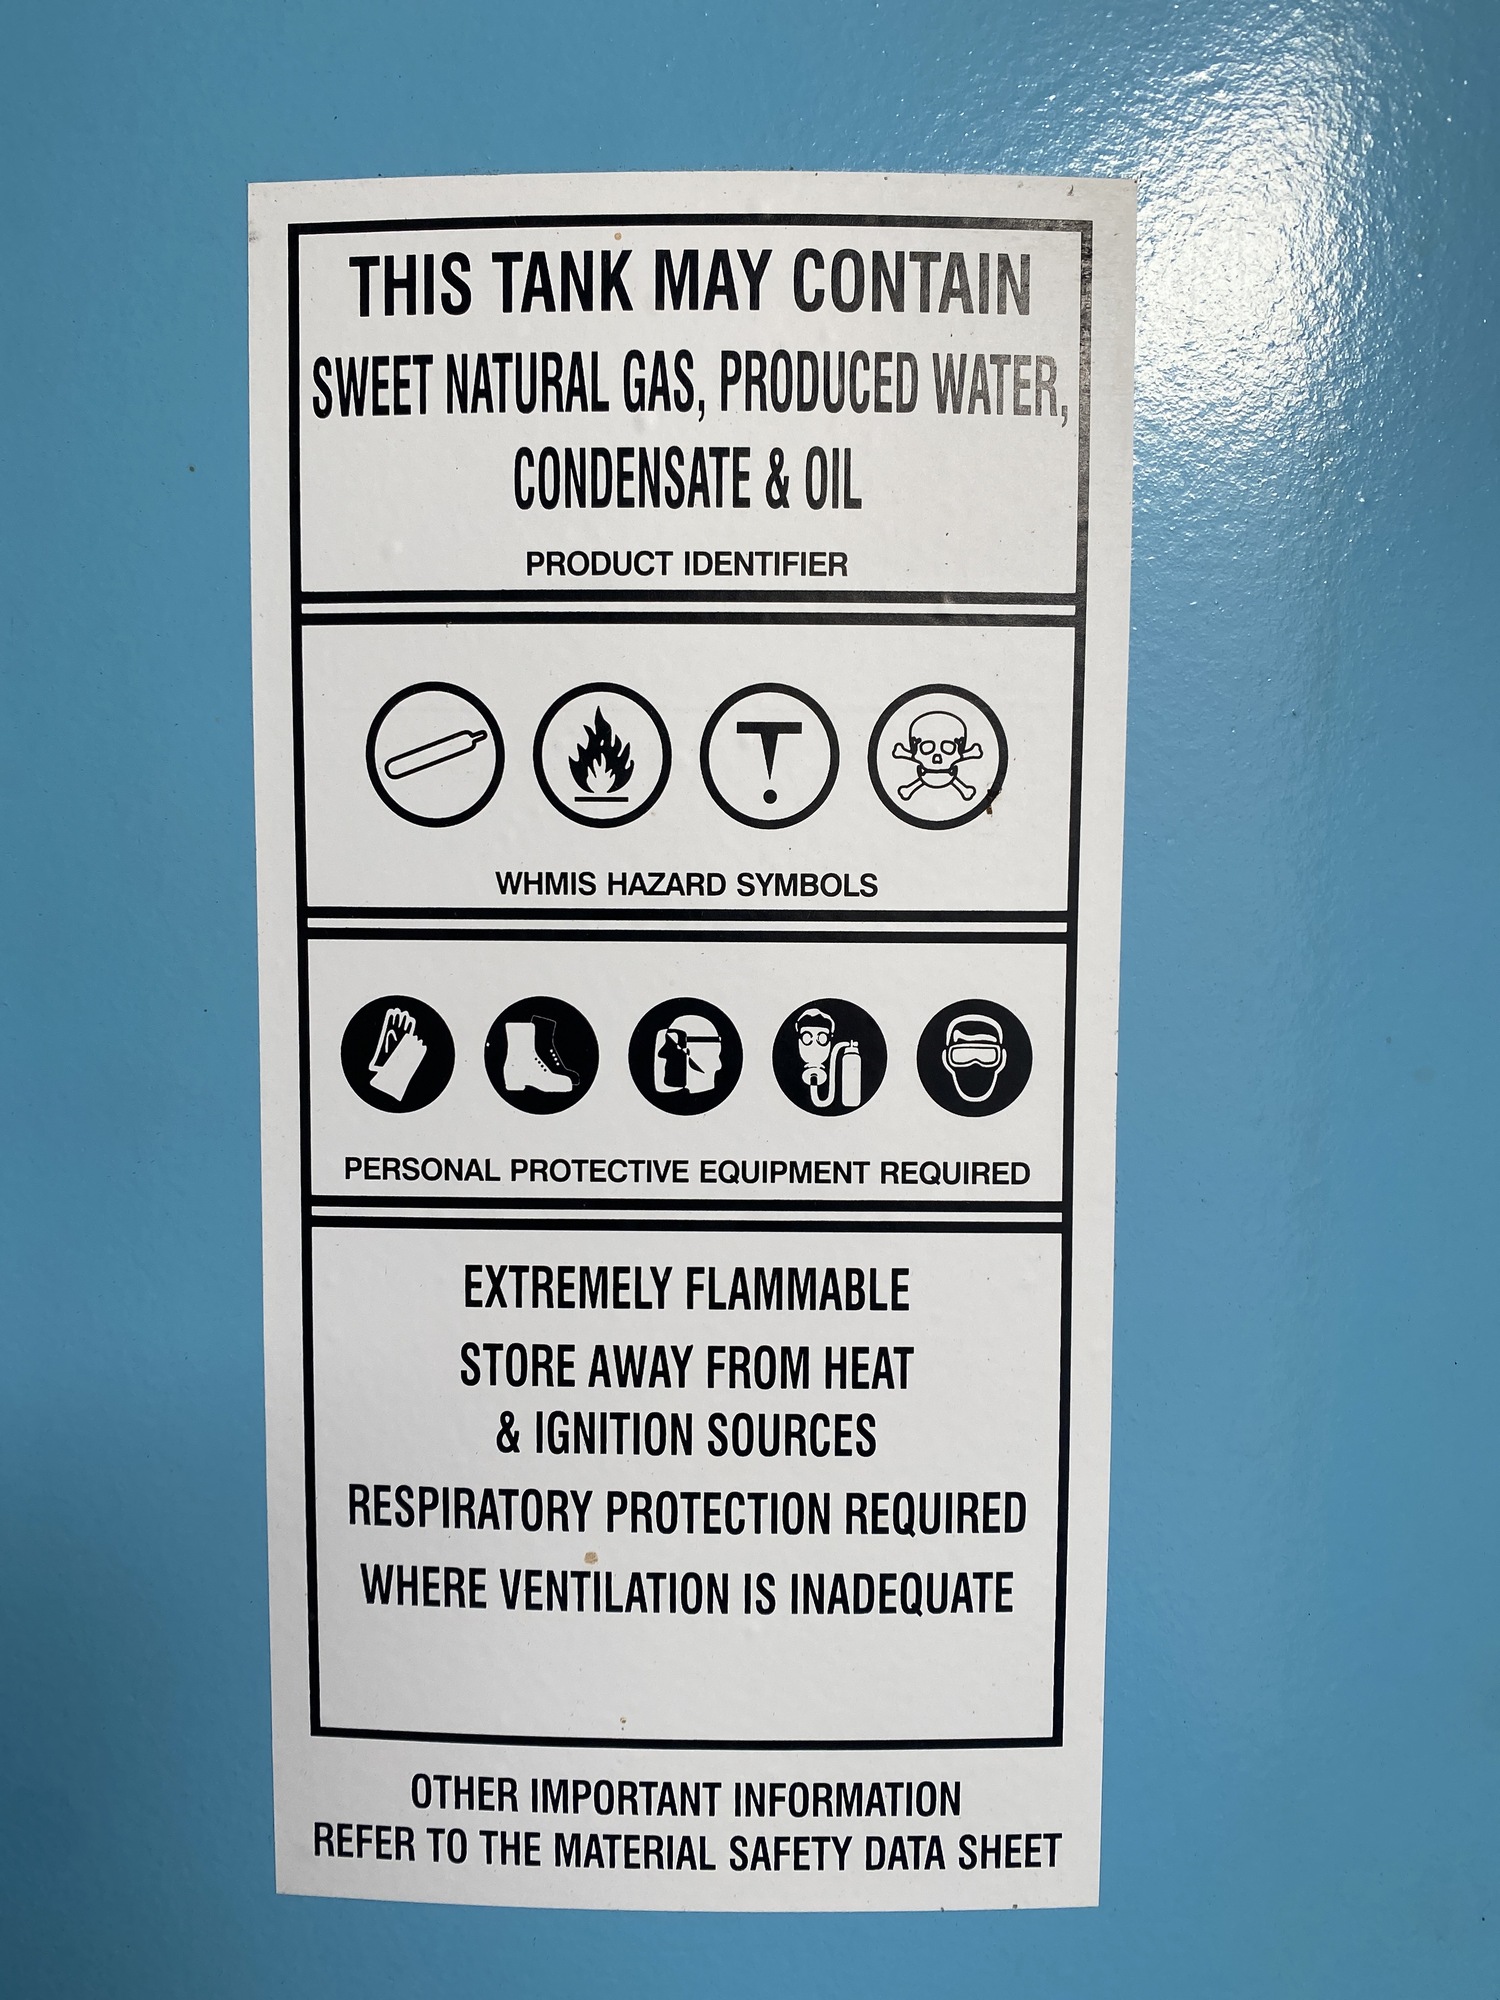 THIS TANK MAY CONTAIN
SWEET NATURAL GAS, PRODUCED WATER,
CONDENSATE & OIL
PRODUCT IDENTIFIER
WHMIS HAZARD SYMBOLS
PERSONAL PROTECTIVE EQUIPMENT REQUIRED
EXTREMELY FLAMMABLE
STORE AWAY FROM HEAT
& IGNITION SOURCES
RESPIRATORY PROTECTION REQUIRED
WHERE VENTILATION IS INADEQUATE
OTHER IMPORTANT INFORMATION
REFER TO THE MATERIAL SAFETY DATA SHEET